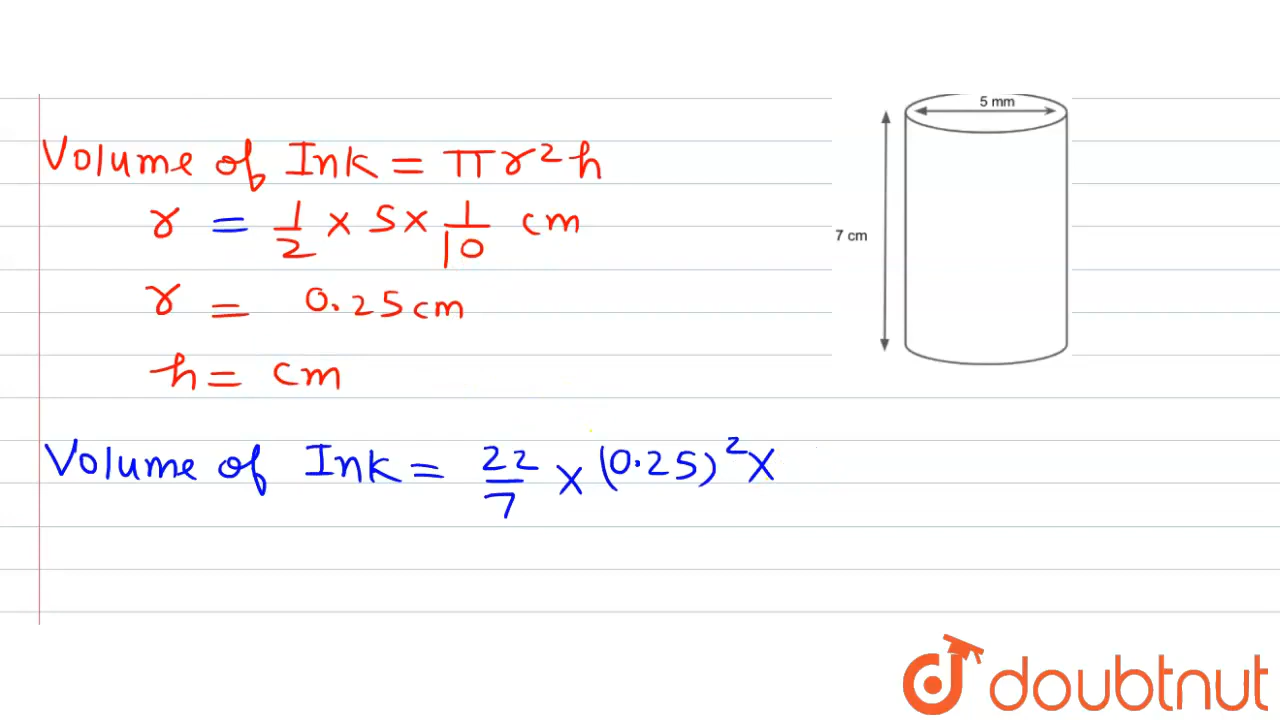 5 mm
Volume of Ink = πr²h
r = 1/2 × 5 × 1/10 cm
7 cm
r = 0.25 cm
h = cm
Volume of Ink = 22/7 × (0.25)² ×
doubtnut